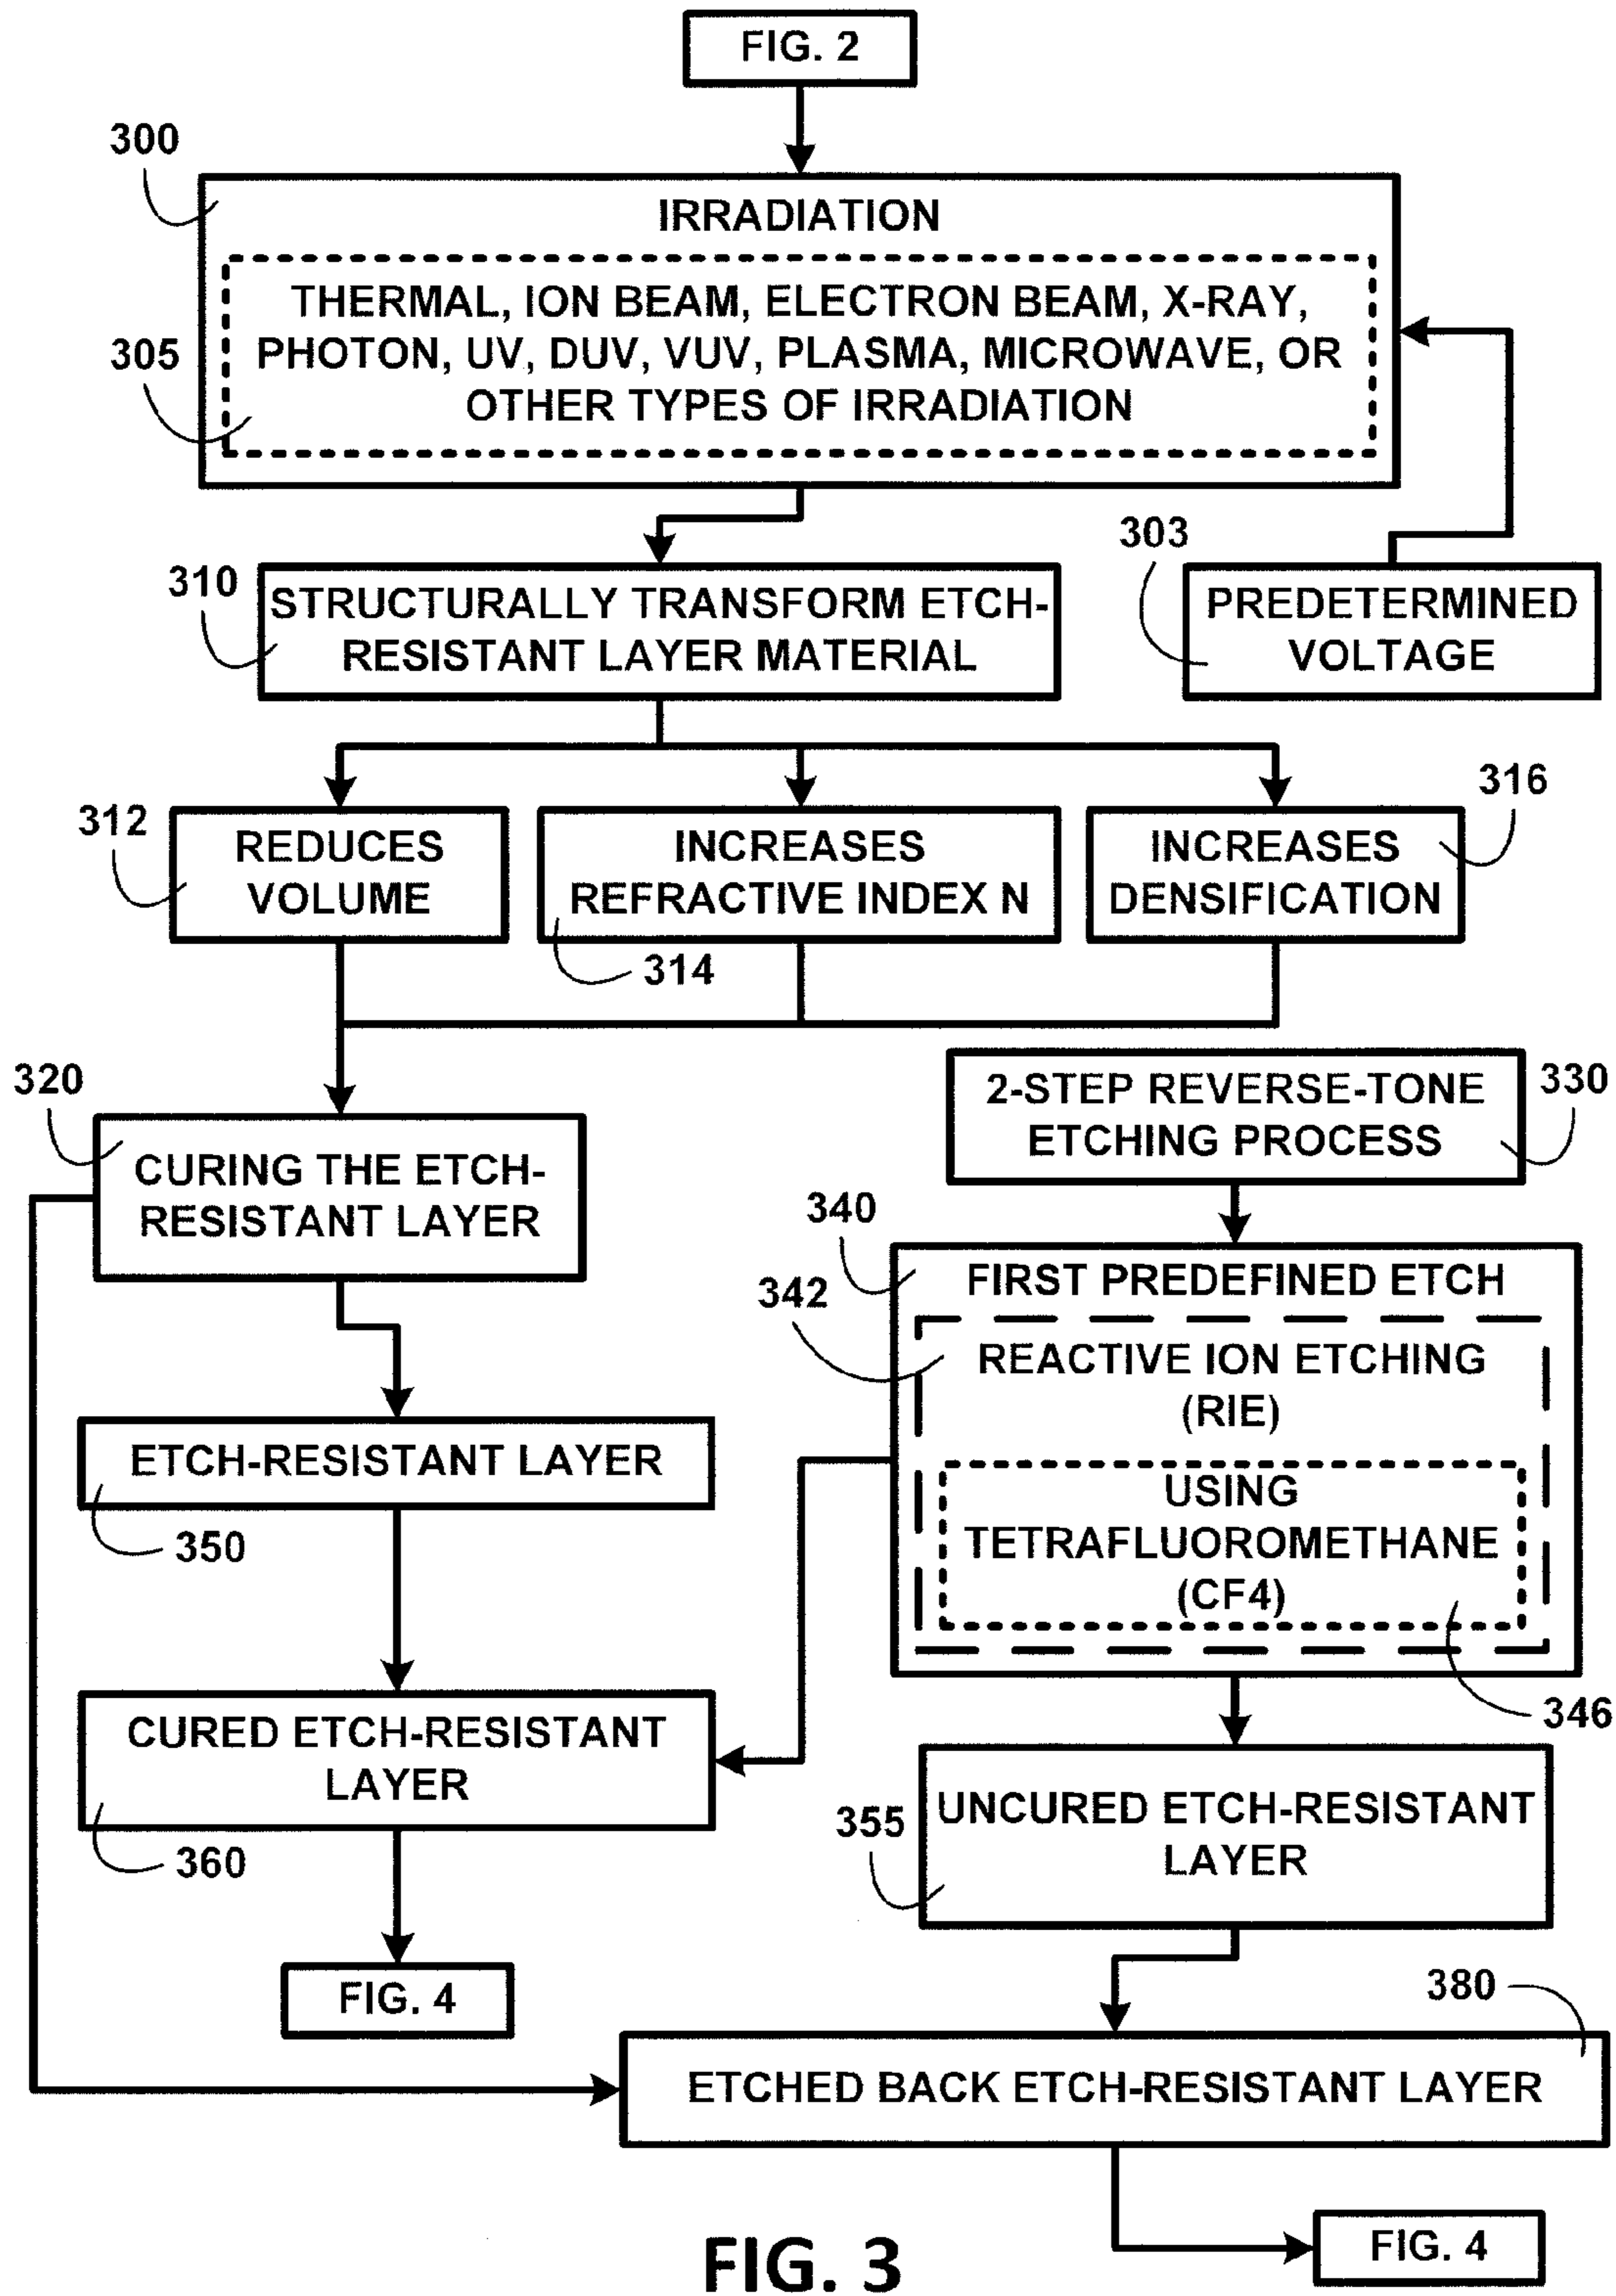 FIG. 2
300
IRRADIATION
THERMAL, ION BEAM, ELECTRON BEAM, X-RAY,
305
PHOTON, UV, DUV, VUV, PLASMA, MICROWAVE, OR
OTHER TYPES OF IRRADIATION
303
310
STRUCTURALLY TRANSFORM ETCH-
RESISTANT LAYER MATERIAL
PREDETERMINED
VOLTAGE
312
REDUCES
VOLUME
INCREASES
REFRACTIVE INDEX N
314
316
INCREASES
DENSIFICATION
320
CURING THE ETCH-
RESISTANT LAYER
2-STEP REVERSE-TONE
ETCHING PROCESS
330
340
FIRST PREDEFINED ETCH
342
REACTIVE ION ETCHING
(RIE)
USING
TETRAFLUOROMETHANE
(CF4)
346
ETCH-RESISTANT LAYER
350
CURED ETCH-RESISTANT
LAYER
360
355
UNCURED ETCH-RESISTANT
LAYER
FIG. 4
380
ETCHED BACK ETCH-RESISTANT LAYER
FIG. 4
FIG. 3